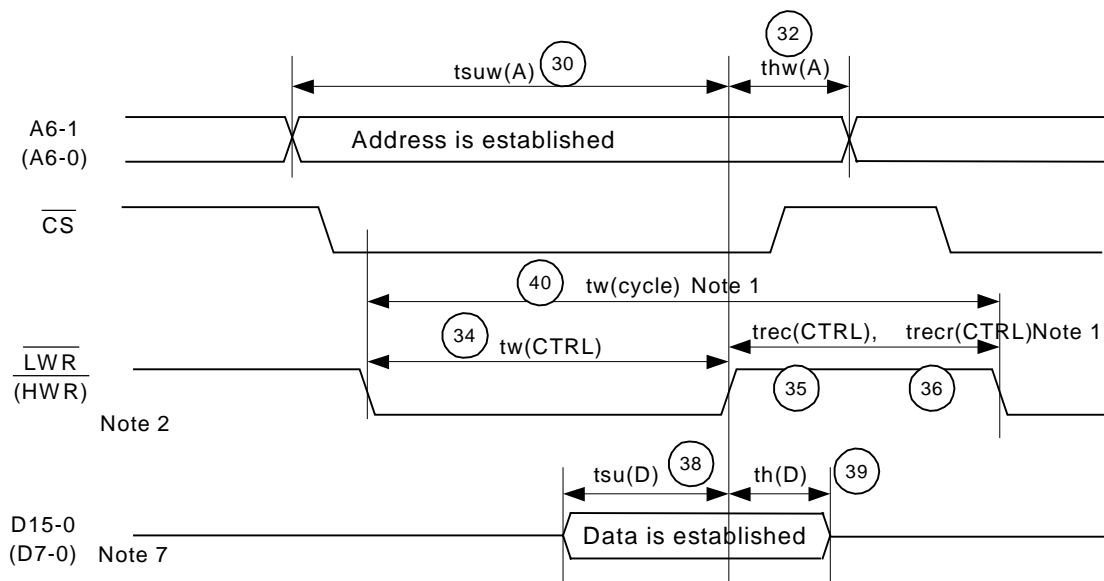 32
tsuw(A) 30 thw(A)
A6-1
(A6-0)
Address is established
CS
40 tw(cycle) Note 1
34 tw(CTRL) trec(CTRL), trecr(CTRL)Note 1
LWR
(HWR)
35 36
Note 2
tsu(D) 38 th(D) 39
D15-0
(D7-0) Note 7
Data is established